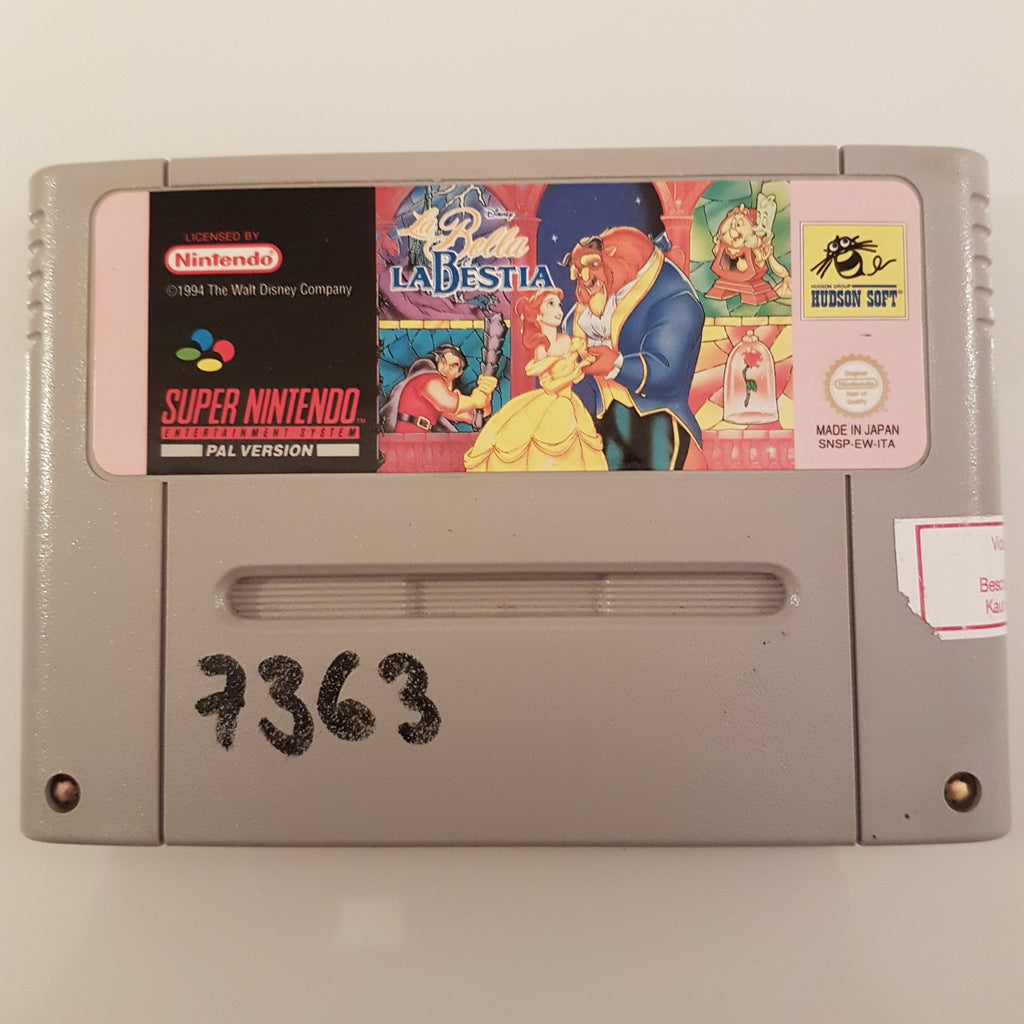 LICENSED BY
Nintendo®
©1994 The Walt Disney Company
SUPER NINTENDO™
ENTERTAINMENT SYSTEM
PAL VERSION
Disney
La Bella
e
LA BESTIA
HUDSON GROUP
HUDSON SOFT®
Original
Nintendo
Seal of
Quality
MADE IN JAPAN
SNSP-EW-ITA
7363